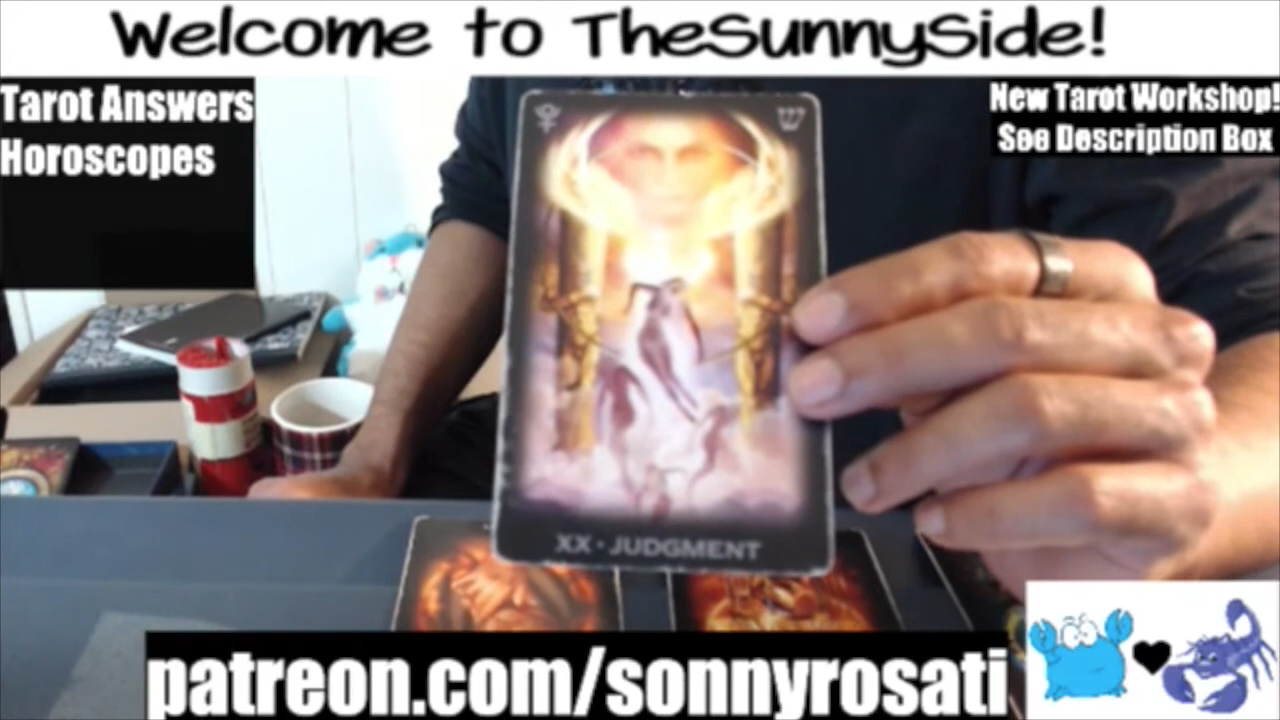 Welcome to TheSunnySide!
Tarot Answers
Horoscopes
New Tarot Workshop!
See Description Box
ש
XX · JUDGMENT
patreon.com/sonnyrosati